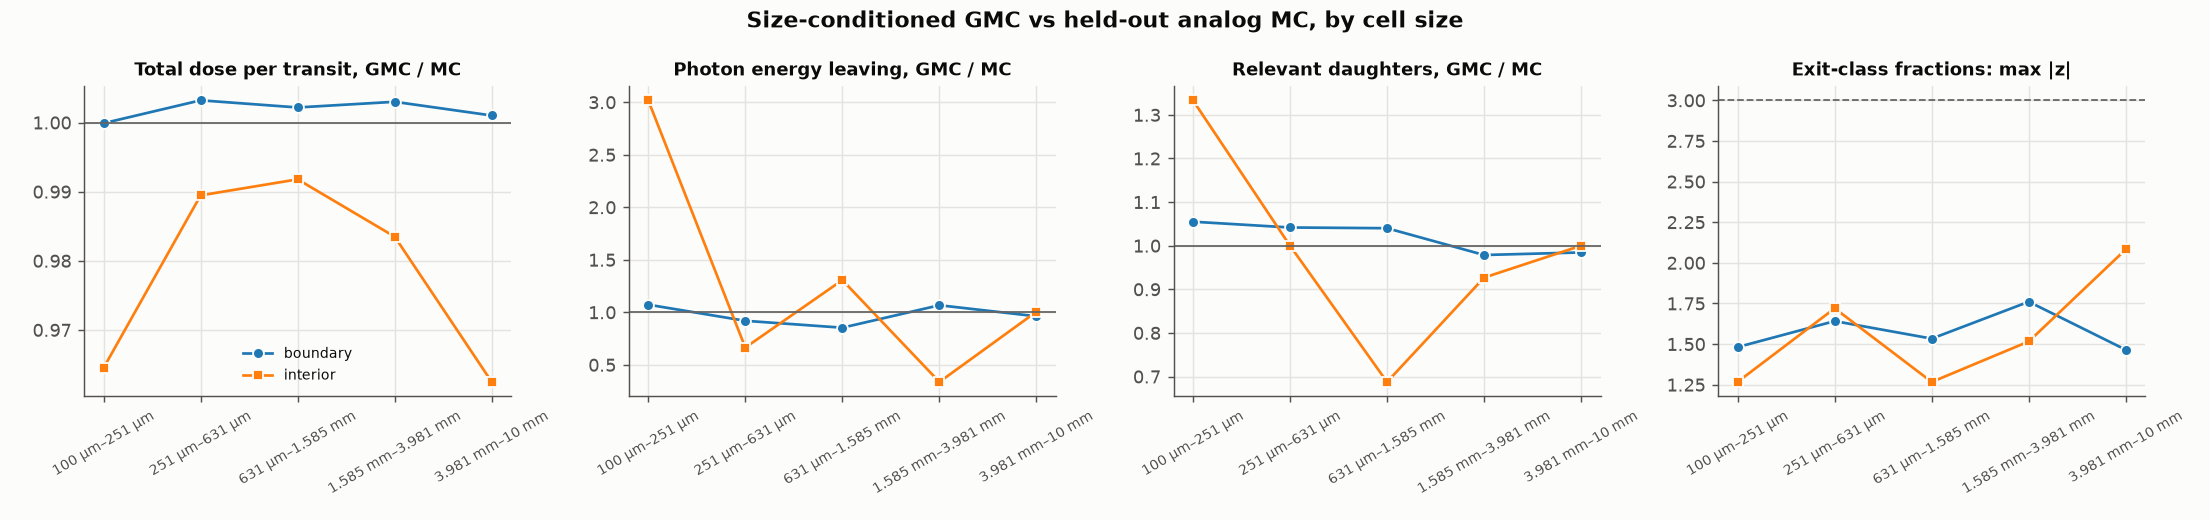 Size-conditioned GMC vs held-out analog MC, by cell size
Total dose per transit, GMC / MC
1.00
0.99
0.98
0.97
boundary
interior
100 μm–251 μm
251 μm–631 μm
631 μm–1.585 mm
1.585 mm–3.981 mm
3.981 mm–10 mm
Photon energy leaving, GMC / MC
3.0
2.5
2.0
1.5
1.0
0.5
100 μm–251 μm
251 μm–631 μm
631 μm–1.585 mm
1.585 mm–3.981 mm
3.981 mm–10 mm
Relevant daughters, GMC / MC
1.3
1.2
1.1
1.0
0.9
0.8
0.7
100 μm–251 μm
251 μm–631 μm
631 μm–1.585 mm
1.585 mm–3.981 mm
3.981 mm–10 mm
Exit-class fractions: max |z|
3.00
2.75
2.50
2.25
2.00
1.75
1.50
1.25
100 μm–251 μm
251 μm–631 μm
631 μm–1.585 mm
1.585 mm–3.981 mm
3.981 mm–10 mm